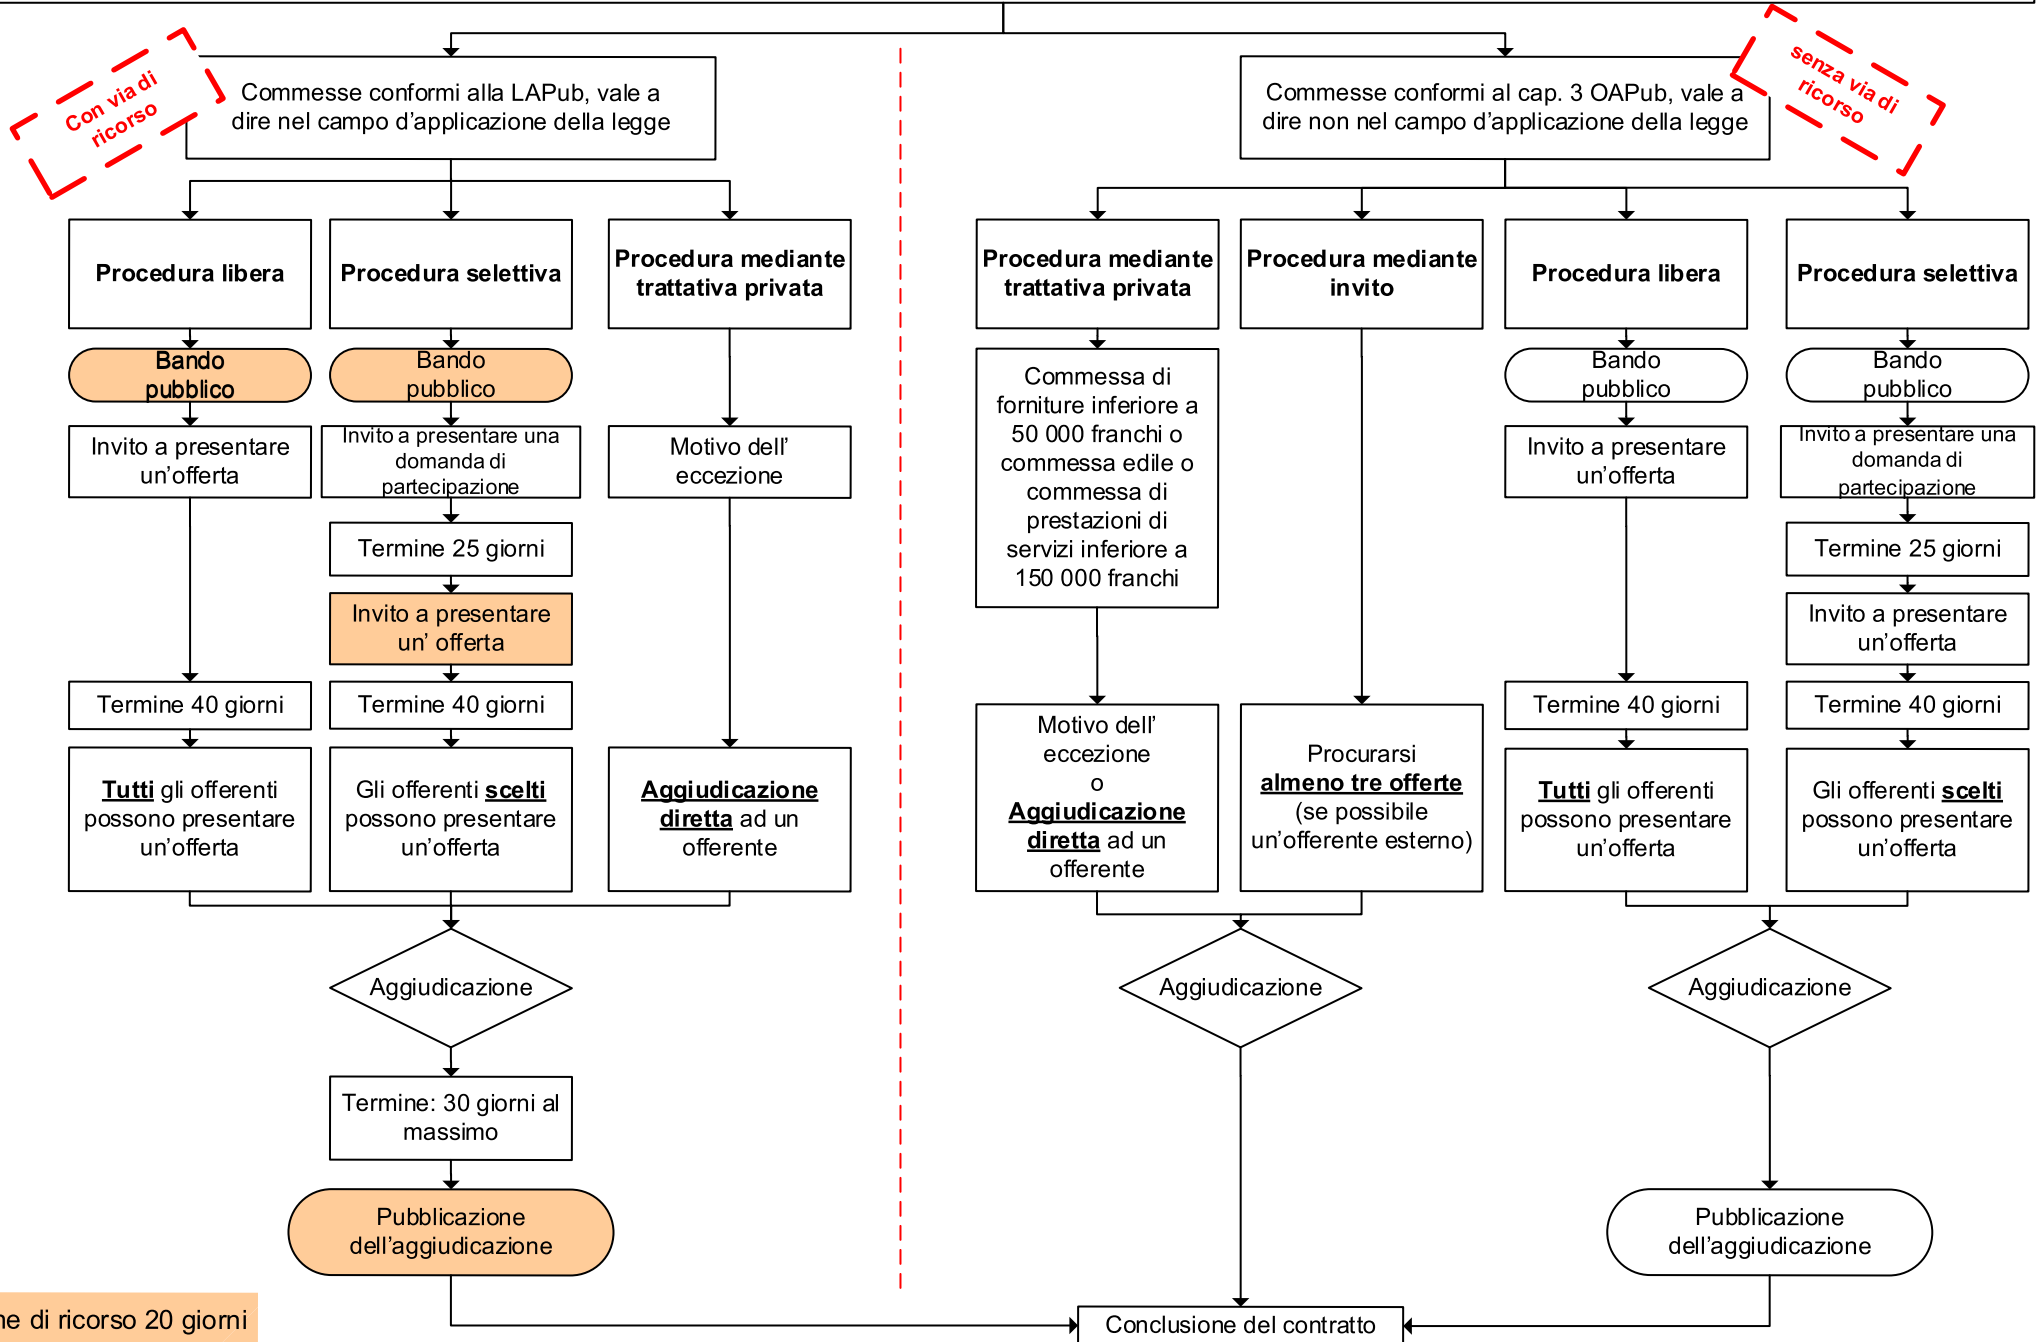 Con via di
ricorso
Commesse conformi alla LAPub, vale a
dire nel campo d'applicazione della legge
Commesse conformi al cap. 3 OAPub, vale a
dire non nel campo d'applicazione della legge
senza via di
ricorso
Procedura libera
Procedura selettiva
Procedura mediante
trattativa privata
Procedura mediante
trattativa privata
Procedura mediante
invito
Procedura libera
Procedura selettiva
Bando
pubblico
Bando
pubblico
Bando
pubblico
Bando
pubblico
Invito a presentare
un'offerta
Invito a presentare una
domanda di
partecipazione
Motivo dell'
eccezione
Commessa di
forniture inferiore a
50 000 franchi o
commessa edile o
commessa di
prestazioni di
servizi inferiore a
150 000 franchi
Invito a presentare
un'offerta
Invito a presentare una
domanda di
partecipazione
Termine 25 giorni
Termine 25 giorni
Invito a presentare
un' offerta
Invito a presentare
un'offerta
Termine 40 giorni
Termine 40 giorni
Termine 40 giorni
Termine 40 giorni
Tutti gli offerenti
possono presentare
un'offerta
Gli offerenti scelti
possono presentare
un'offerta
Aggiudicazione
diretta ad un
offerente
Motivo dell'
eccezione
o
Aggiudicazione
diretta ad un
offerente
Procurarsi
almeno tre offerte
(se possibile
un'offerente esterno)
Tutti gli offerenti
possono presentare
un'offerta
Gli offerenti scelti
possono presentare
un'offerta
Aggiudicazione
Aggiudicazione
Aggiudicazione
Termine: 30 giorni al
massimo
Pubblicazione
dell'aggiudicazione
Pubblicazione
dell'aggiudicazione
ne di ricorso 20 giorni
Conclusione del contratto